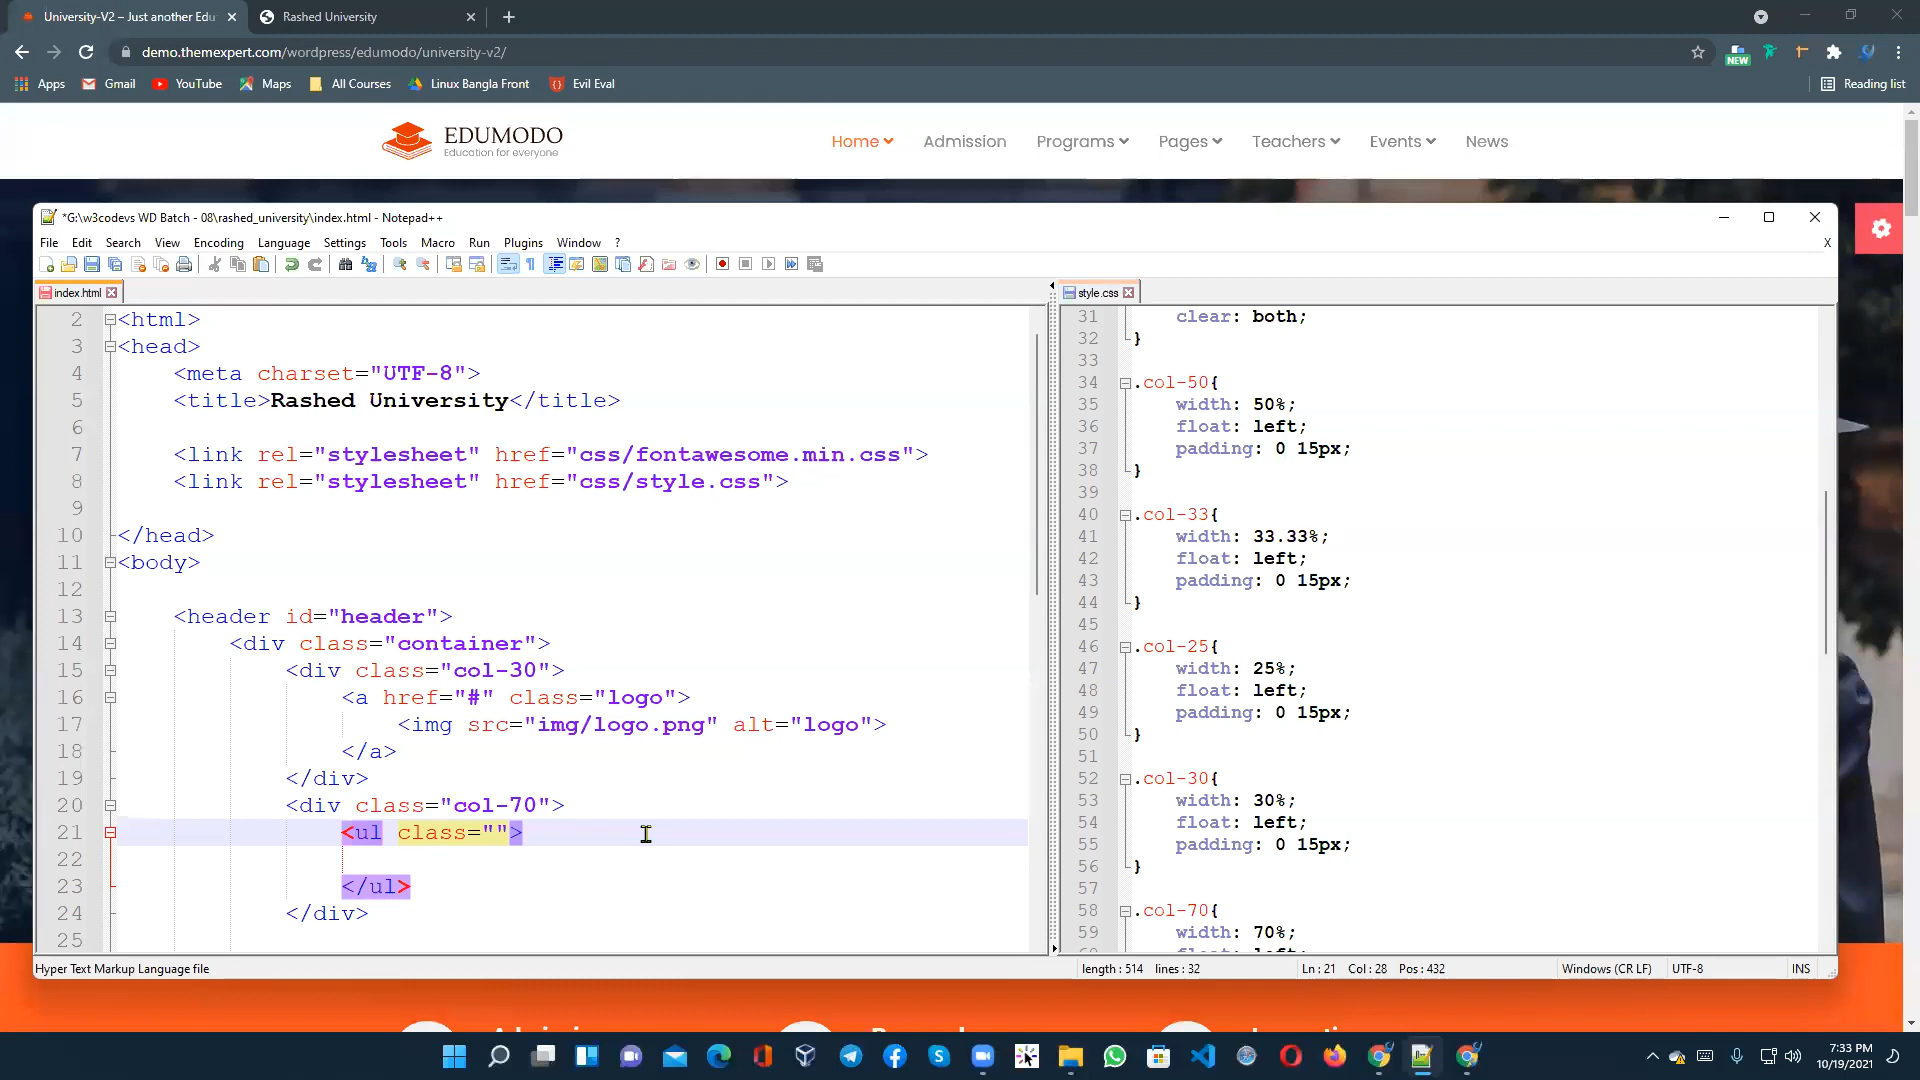 University-V2 – Just another Edu
Rashed University
demo.themexpert.com/wordpress/edumodo/university-v2/
NEW
Apps
Gmail
YouTube
Maps
All Courses
Linux Bangla Front
Evil Eval
Reading list
EDUMODO
Education for everyone
Home
Admission
Programs
Pages
Teachers
Events
News
*G:\w3codevs WD Batch - 08\rashed_university\index.html - Notepad++
File Edit Search View Encoding Language Settings Tools Macro Run Plugins Window ?
X
index.html
2 <html>
3 <head>
4 <meta charset="UTF-8">
5 <title>Rashed University</title>
6
7 <link rel="stylesheet" href="css/fontawesome.min.css">
8 <link rel="stylesheet" href="css/style.css">
9
10 </head>
11 <body>
12
13 <header id="header">
14 <div class="container">
15 <div class="col-30">
16 <a href="#" class="logo">
17 <img src="img/logo.png" alt="logo">
18 </a>
19 </div>
20 <div class="col-70">
21 <ul class="">
22
23 </ul>
24 </div>
25
style.css
31 clear: both;
32 }
33
34 .col-50{
35 width: 50%;
36 float: left;
37 padding: 0 15px;
38 }
39
40 .col-33{
41 width: 33.33%;
42 float: left;
43 padding: 0 15px;
44 }
45
46 .col-25{
47 width: 25%;
48 float: left;
49 padding: 0 15px;
50 }
51
52 .col-30{
53 width: 30%;
54 float: left;
55 padding: 0 15px;
56 }
57
58 .col-70{
59 width: 70%;
Hyper Text Markup Language file
length : 514 lines : 32
Ln : 21 Col : 28 Pos : 432
Windows (CR LF)
UTF-8
INS
7:33 PM
10/19/2021